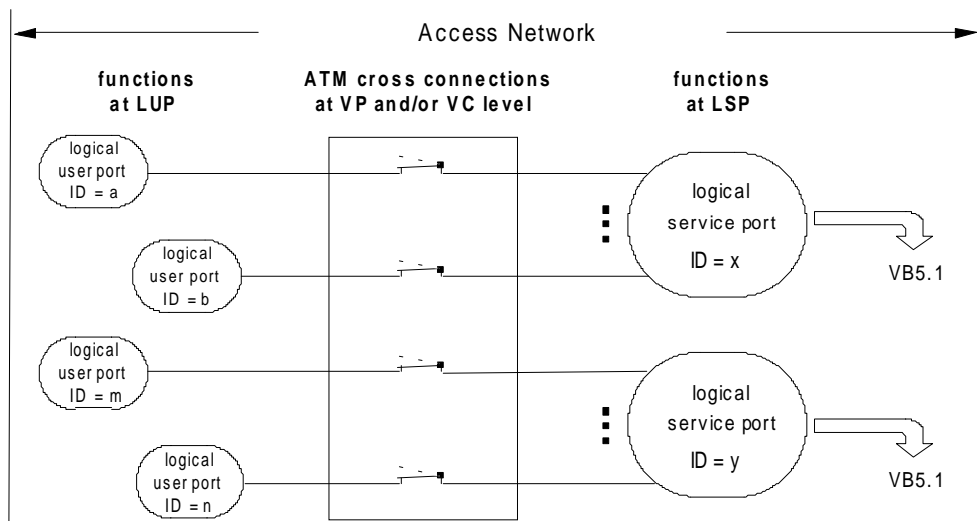 Access Network
functions
at LUP
ATM cross connections
at VP and/or VC level
functions
at LSP
logical
user port
ID = a
logical
user port
ID = b
logical
service port
ID = x
VB5.1
logical
user port
ID = m
logical
user port
ID = n
logical
service port
ID = y
VB5.1